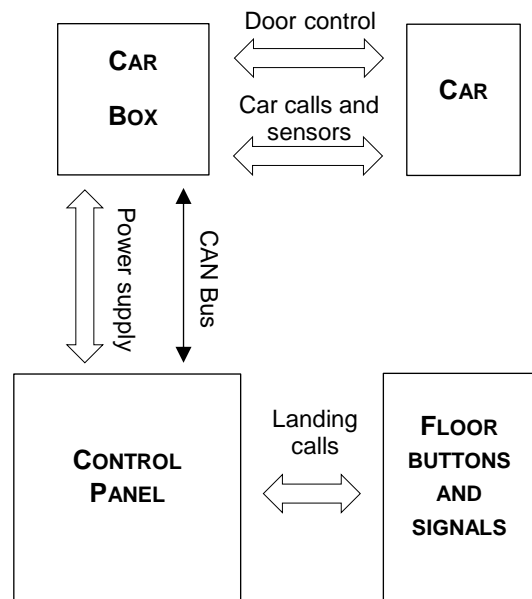 Door control
CAR
BOX
Car calls and
sensors
CAR
Power supply
CAN Bus
CONTROL
PANEL
Landing
calls
FLOOR
BUTTONS
AND
SIGNALS